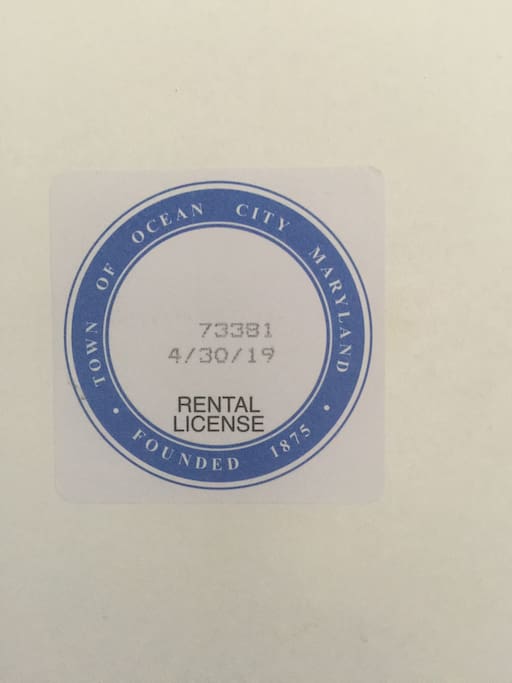 TOWN OF OCEAN CITY MARYLAND
73381
4/30/19
RENTAL
LICENSE
• FOUNDED 1875 •